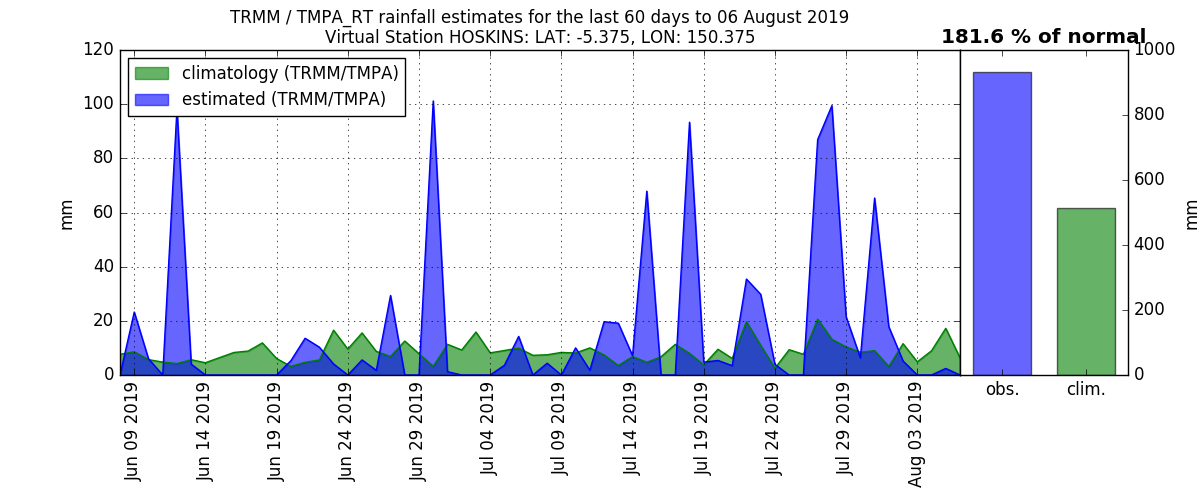 TRMM / TMPA_RT rainfall estimates for the last 60 days to 06 August 2019
Virtual Station HOSKINS: LAT: -5.375, LON: 150.375
181.6 % of normal
climatology (TRMM/TMPA)
estimated (TRMM/TMPA)
120
100
80
60
40
20
0
mm
Jun 09 2019
Jun 14 2019
Jun 19 2019
Jun 24 2019
Jun 29 2019
Jul 04 2019
Jul 09 2019
Jul 14 2019
Jul 19 2019
Jul 24 2019
Jul 29 2019
Aug 03 2019
obs.
clim.
1000
800
600
400
200
0
mm